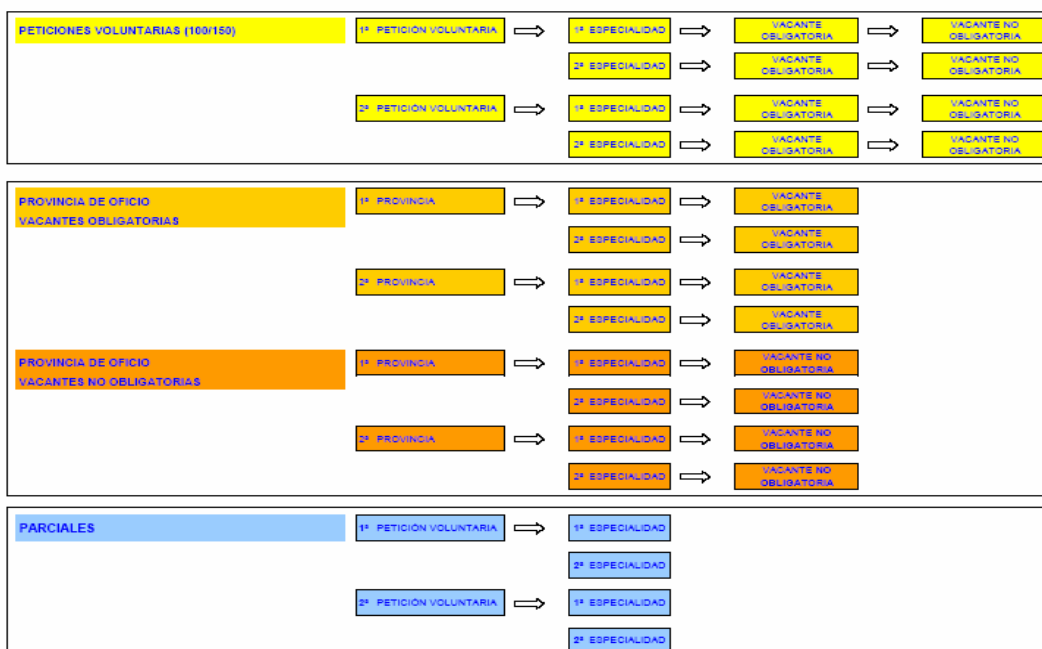 PETICIONES VOLUNTARIAS (100/150)
1ª PETICIÓN VOLUNTARIA
1ª ESPECIALIDAD
VACANTE
OBLIGATORIA
VACANTE NO
OBLIGATORIA
2ª ESPECIALIDAD
VACANTE
OBLIGATORIA
VACANTE NO
OBLIGATORIA
2ª PETICIÓN VOLUNTARIA
1ª ESPECIALIDAD
VACANTE
OBLIGATORIA
VACANTE NO
OBLIGATORIA
2ª ESPECIALIDAD
VACANTE
OBLIGATORIA
VACANTE NO
OBLIGATORIA
PROVINCIA DE OFICIO
VACANTES OBLIGATORIAS
1ª PROVINCIA
1ª ESPECIALIDAD
VACANTE
OBLIGATORIA
2ª ESPECIALIDAD
VACANTE
OBLIGATORIA
2ª PROVINCIA
1ª ESPECIALIDAD
VACANTE
OBLIGATORIA
2ª ESPECIALIDAD
VACANTE
OBLIGATORIA
PROVINCIA DE OFICIO
VACANTES NO OBLIGATORIAS
1ª PROVINCIA
1ª ESPECIALIDAD
VACANTE NO
OBLIGATORIA
2ª ESPECIALIDAD
VACANTE NO
OBLIGATORIA
2ª PROVINCIA
1ª ESPECIALIDAD
VACANTE NO
OBLIGATORIA
2ª ESPECIALIDAD
VACANTE NO
OBLIGATORIA
PARCIALES
1ª PETICIÓN VOLUNTARIA
1ª ESPECIALIDAD
2ª ESPECIALIDAD
2ª PETICIÓN VOLUNTARIA
1ª ESPECIALIDAD
2ª ESPECIALIDAD